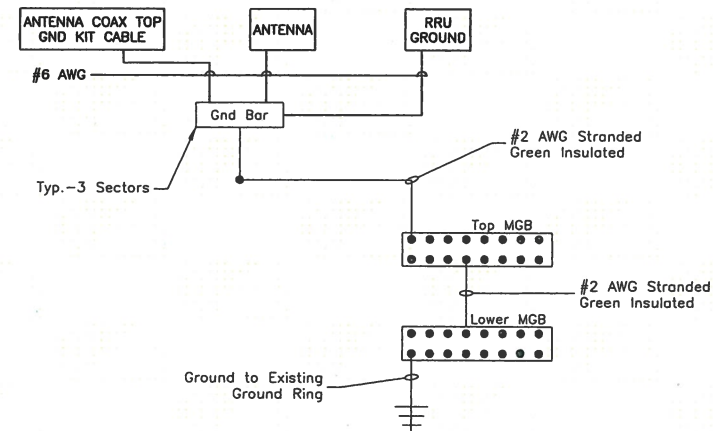 ANTENNA COAX TOP
GND KIT CABLE
ANTENNA
RRU
GROUND
#6 AWG
Gnd Bar
#2 AWG Stranded
Green Insulated
Typ.-3 Sectors
Top MGB
#2 AWG Stranded
Green Insulated
Lower MGB
Ground to Existing
Ground Ring